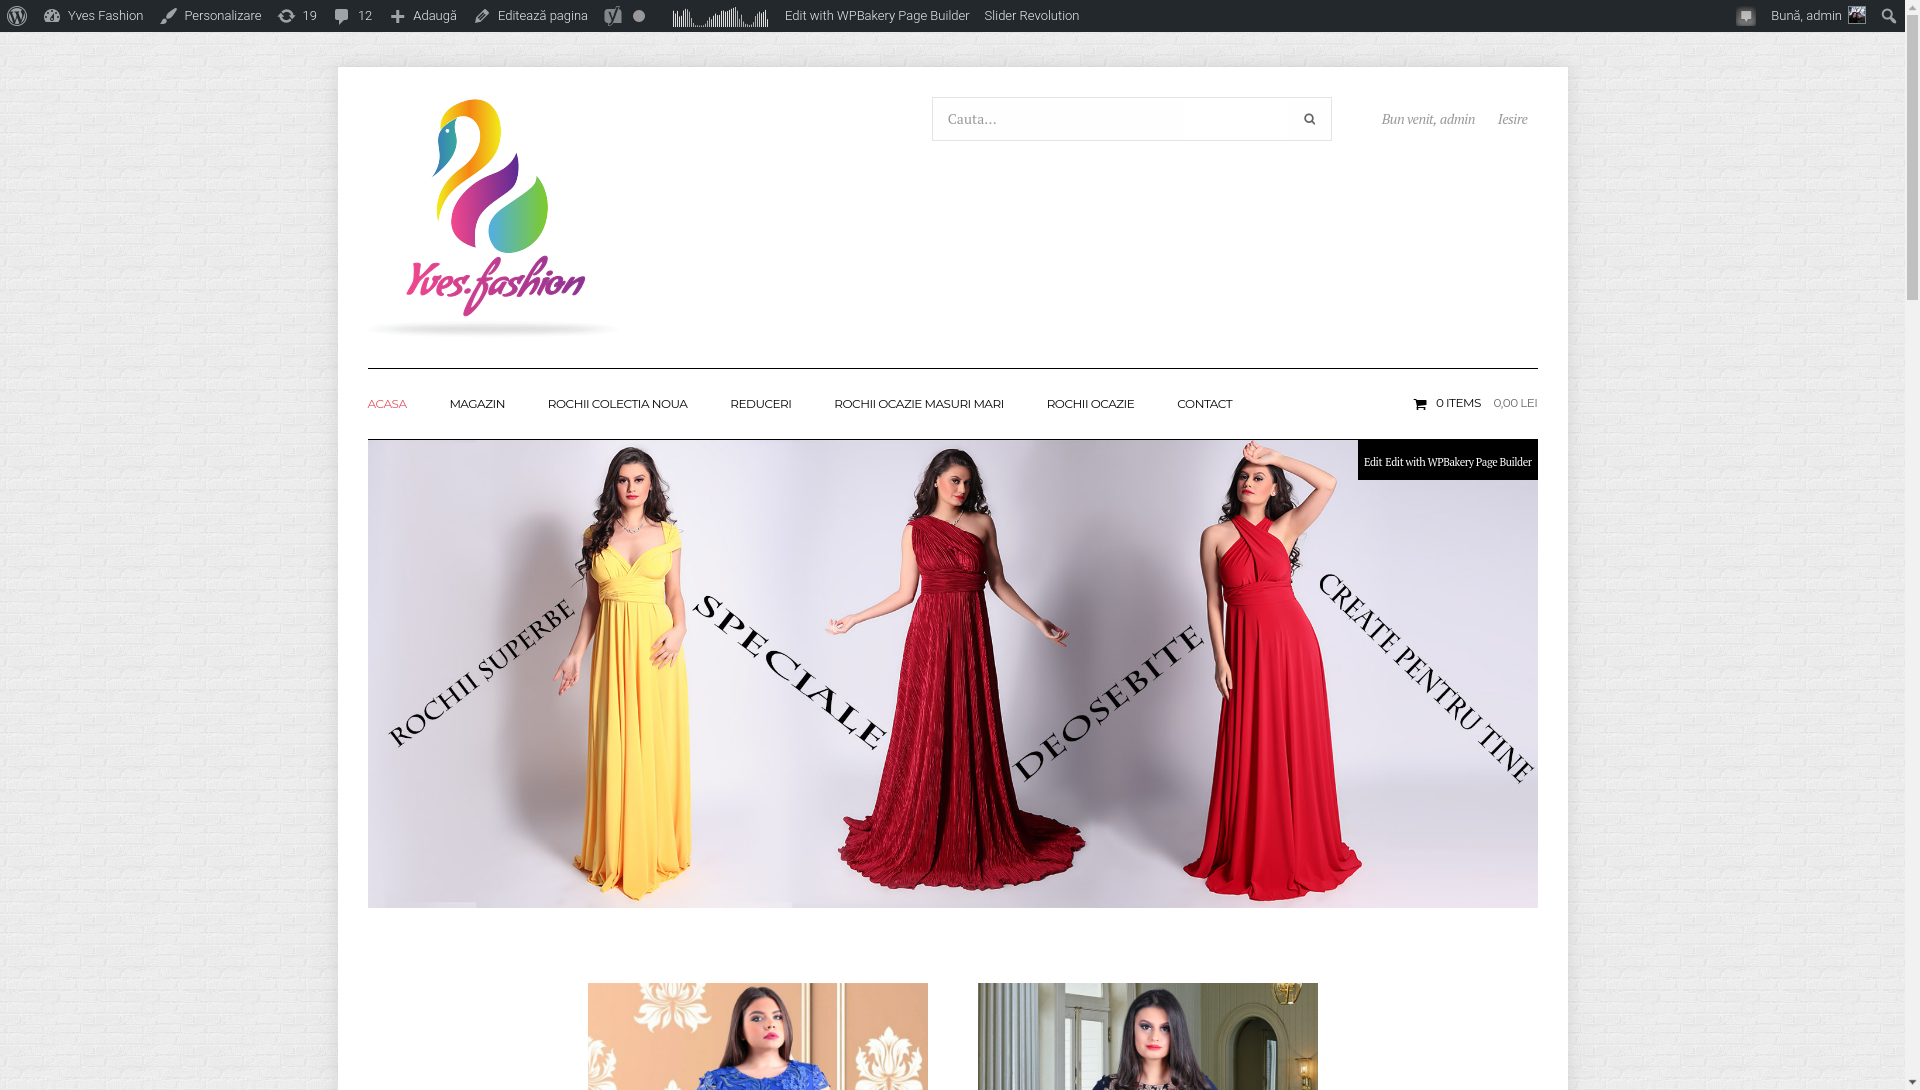 Yves Fashion Personalizare 19 12 Adaugă Editează pagina Edit with WPBakery Page Builder Slider Revolution Bună, admin
Cauta... Bun venit, admin Iesire
Yves.fashion
ACASA MAGAZIN ROCHII COLECTIA NOUA REDUCERI ROCHII OCAZIE MASURI MARI ROCHII OCAZIE CONTACT 0 ITEMS 0,00 LEI
Edit Edit with WPBakery Page Builder
ROCHII SUPERBE
SPECIALE
DEOSEBITE
CREATE PENTRU TINE